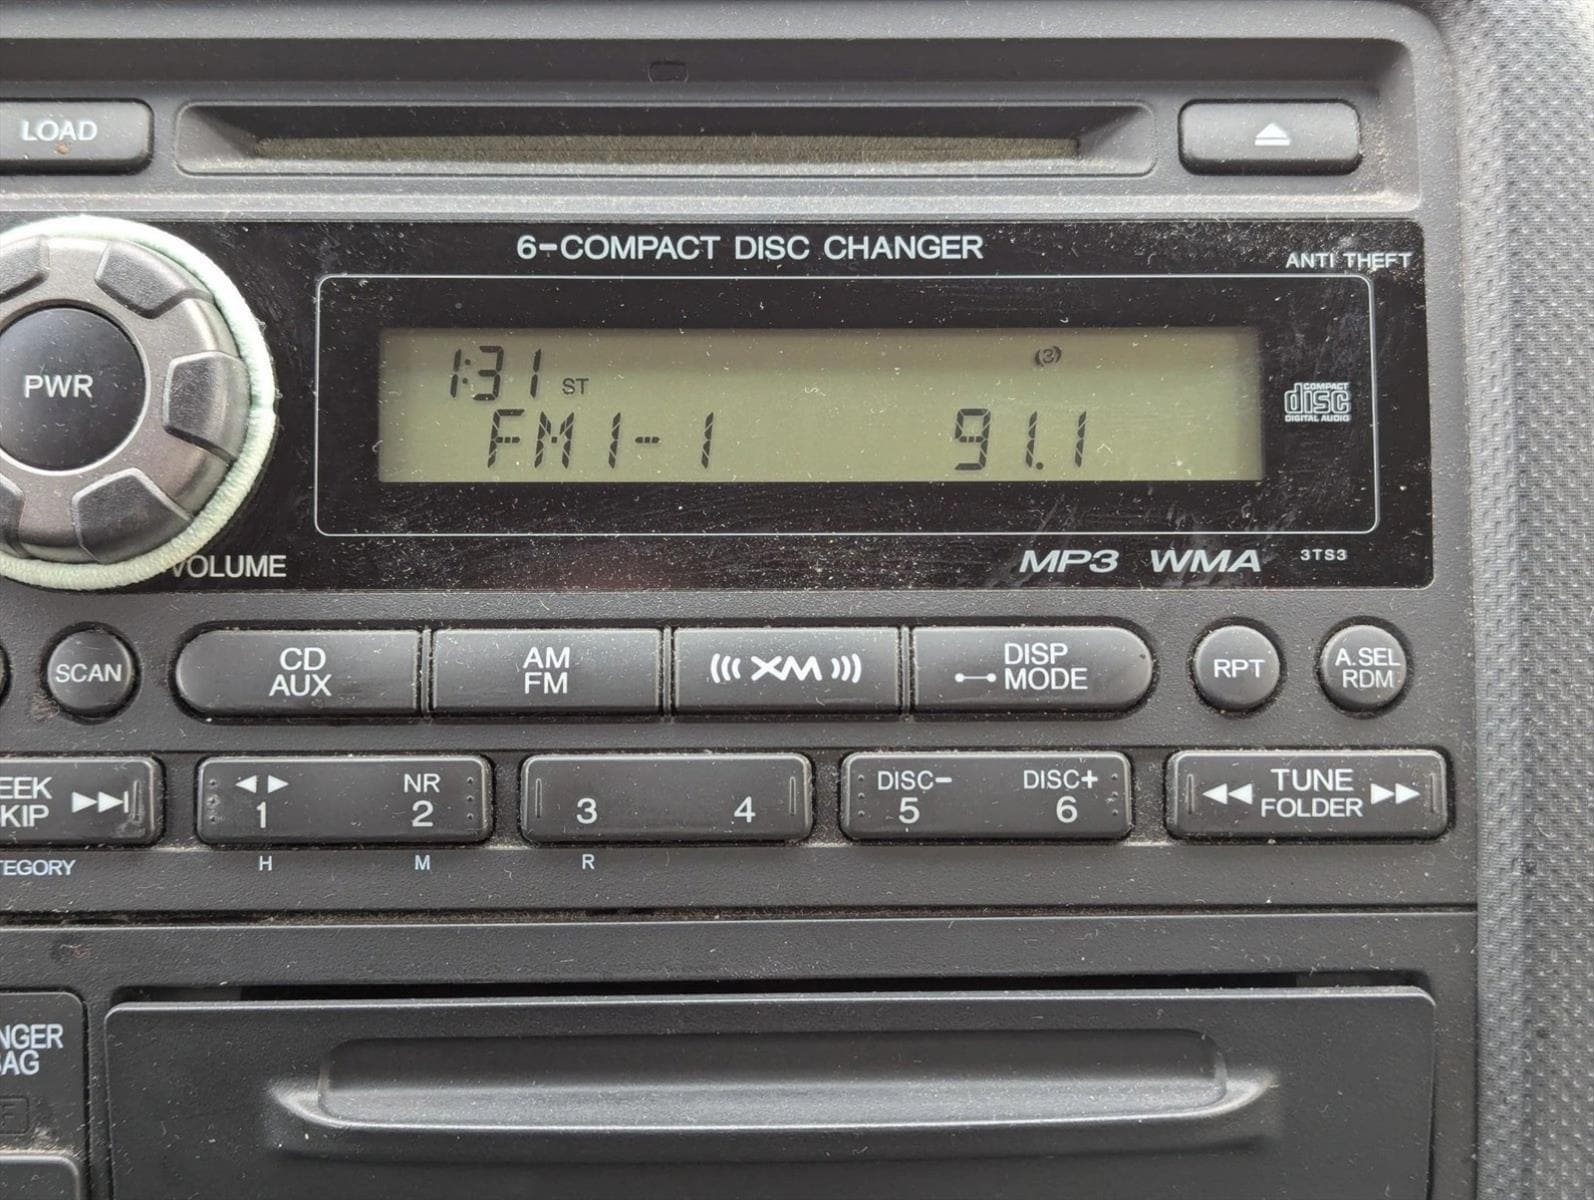 LOAD
6-COMPACT DISC CHANGER
ANTI THEFT
1:31 ST (3)
FM1-1 91.1
COMPACT
disc
DIGITAL AUDIO
PWR
VOLUME
MP3 WMA 3TS3
SCAN
CD
AUX
AM
FM
((( XM )))
DISP
MODE
RPT
A.SEL
RDM
EEK
KIP
1
NR
2
3 4
DISC-
5
DISC+
6
TUNE
FOLDER
TEGORY H M R
NGER
BAG